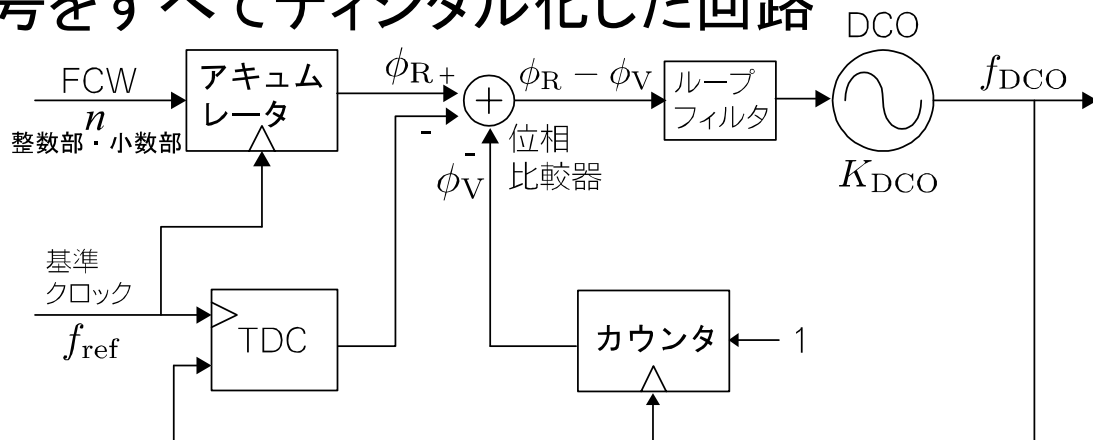 号をすべてディジタル化した回路
DCO
FCW
n
整数部・小数部
アキュム
レータ
ϕR +
-
+
ϕR − ϕV
位相
比較器
-
ϕV
ループ
フィルタ
fDCO
KDCO
基準
クロック
fref
TDC
カウンタ
1